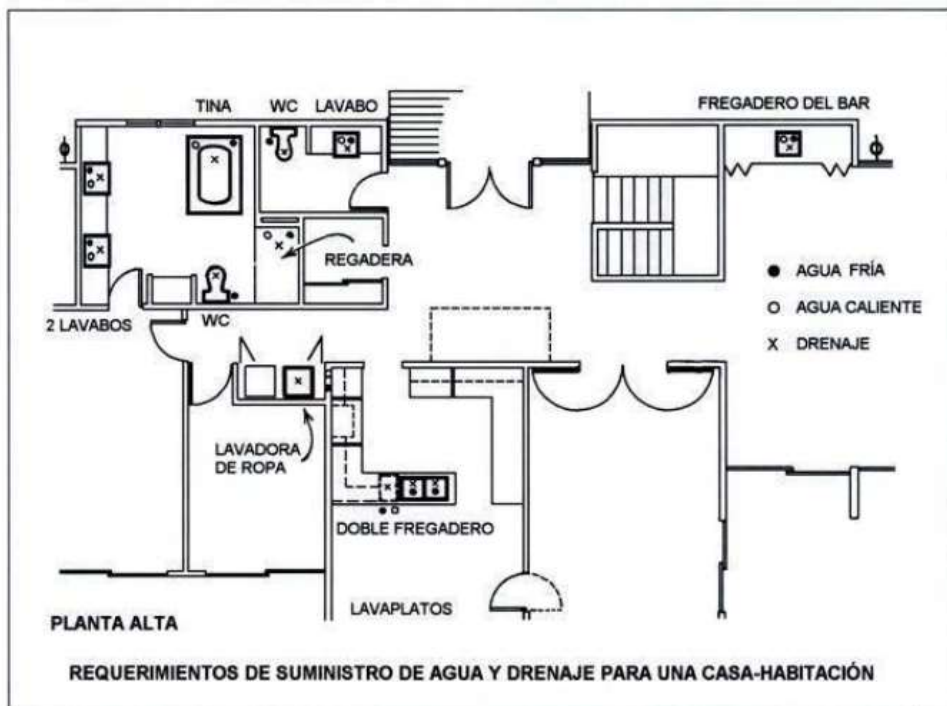 TINA WC LAVABO
FREGADERO DEL BAR
REGADERA
AGUA FRÍA
AGUA CALIENTE
X DRENAJE
2 LAVABOS
WC
LAVADORA
DE ROPA
DOBLE FREGADERO
LAVAPLATOS
PLANTA ALTA
REQUERIMIENTOS DE SUMINISTRO DE AGUA Y DRENAJE PARA UNA CASA-HABITACIÓN